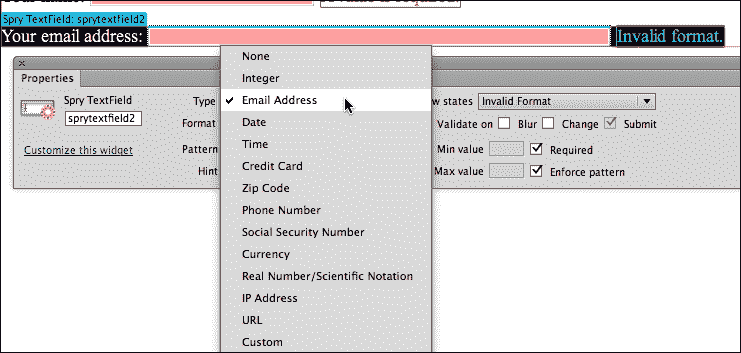 Spry TextField: sprytextfield2
Your email address: Invalid format.
Properties
Spry TextField
sprytextfield2
Customize this widget
Type
Format
Pattern
Hint
None
Integer
✓ Email Address
Date
Time
Credit Card
Zip Code
Phone Number
Social Security Number
Currency
Real Number/Scientific Notation
IP Address
URL
Custom
w states Invalid Format
Validate on Blur Change Submit
Min value Required
Max value Enforce pattern